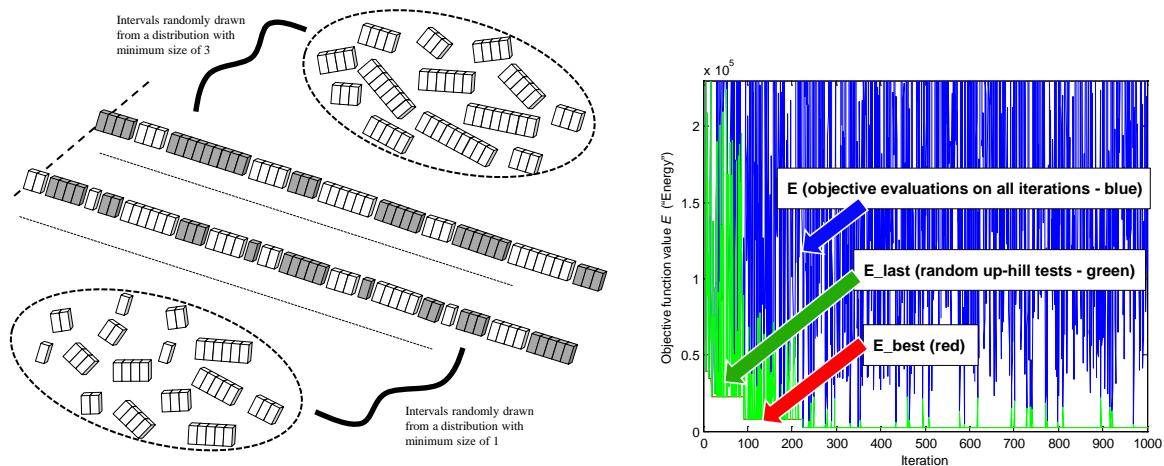 Intervals randomly drawn
from a distribution with
minimum size of 3
Intervals randomly drawn
from a distribution with
minimum size of 1
x 10^5
2
1.5
1
0.5
0
Objective function value E ("Energy")
E (objective evaluations on all iterations - blue)
E_last (random up-hill tests - green)
E_best (red)
0 100 200 300 400 500 600 700 800 900 1000
Iteration